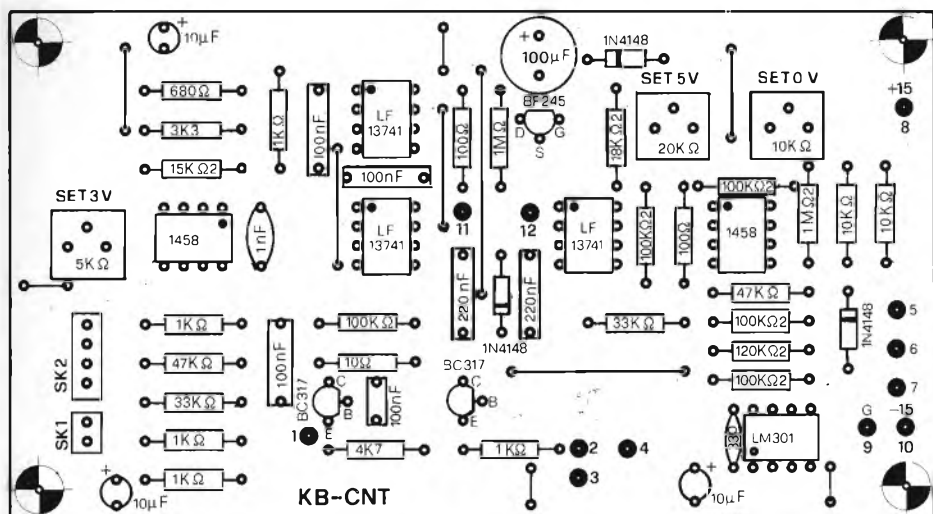 +
10µF
680Ω
3K3
15KΩ2
1KΩ
100nF
LF
13741
100nF
LF
13741
+
100µF
1N4148
BF245
D
G
S
100Ω
1MΩ
18KΩ2
SET 5V
20KΩ
SET 0V
10KΩ
+15
8
SET 3V
5KΩ
1458
1nF
11
12
LF
13741
100KΩ2
100Ω
100KΩ2
1458
1MΩ2
10KΩ
10KΩ
220nF
220nF
1N4148
47KΩ
100KΩ2
120KΩ2
100KΩ2
1N4148
5
6
7
SK2
SK1
1KΩ
47KΩ
33KΩ
1KΩ
1KΩ
100nF
100KΩ
10Ω
BC317
C
B
E
100nF
1
4K7
BC317
C
B
E
1KΩ
33KΩ
2
4
3
330
LM301
G
-15
9
10
+
10µF
10µF
KB-CNT